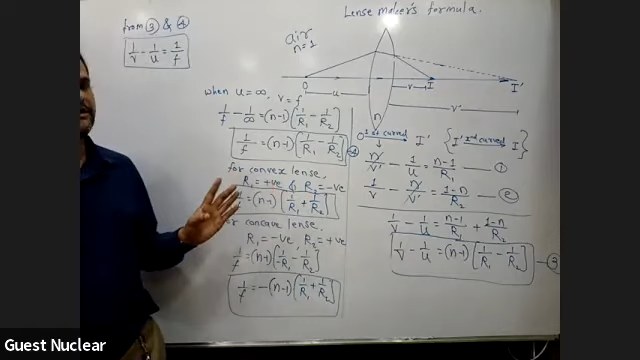 from ③ & ④
1/v - 1/u = 1/f
Lense maker's formula.
air
n=1
O u v I I'
v'
n
when u=∞, v=f
1/f - 1/∞ = (n-1)[1/R₁ - 1/R₂]
1/f = (n-1)[1/R₁ - 1/R₂] ④
for convex lense,
R₁=+ve & R₂=-ve
= (n-1)[1/R₁ + 1/R₂]
for concave lense,
R₁=-ve R₂=+ve
1/f = (n-1)[1/-R₁ - 1/R₂]
1/f = -(n-1)[1/R₁ + 1/R₂]
O 1st curved I' {I' 2nd curved I}
n/v' - 1/u = n-1/R₁ — ①
1/v - n/v' = 1-n/R₂ — ②
1/v - 1/u = n-1/R₁ + 1-n/R₂
1/v - 1/u = (n-1)[1/R₁ - 1/R₂] — ③
Guest Nuclear